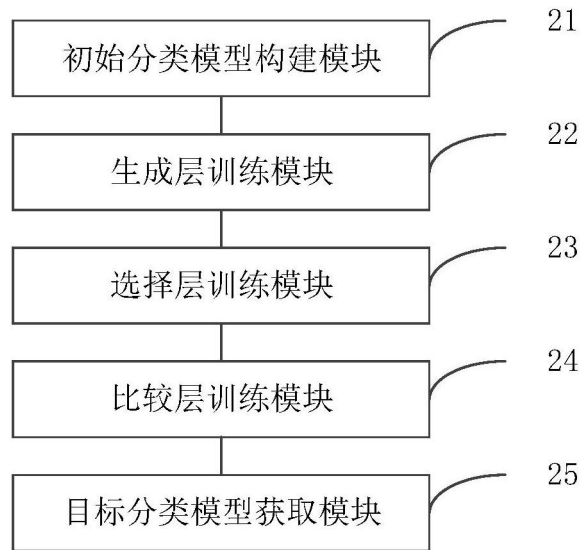 初始分类模型构建模块 21
生成层训练模块 22
选择层训练模块 23
比较层训练模块 24
目标分类模型获取模块 25